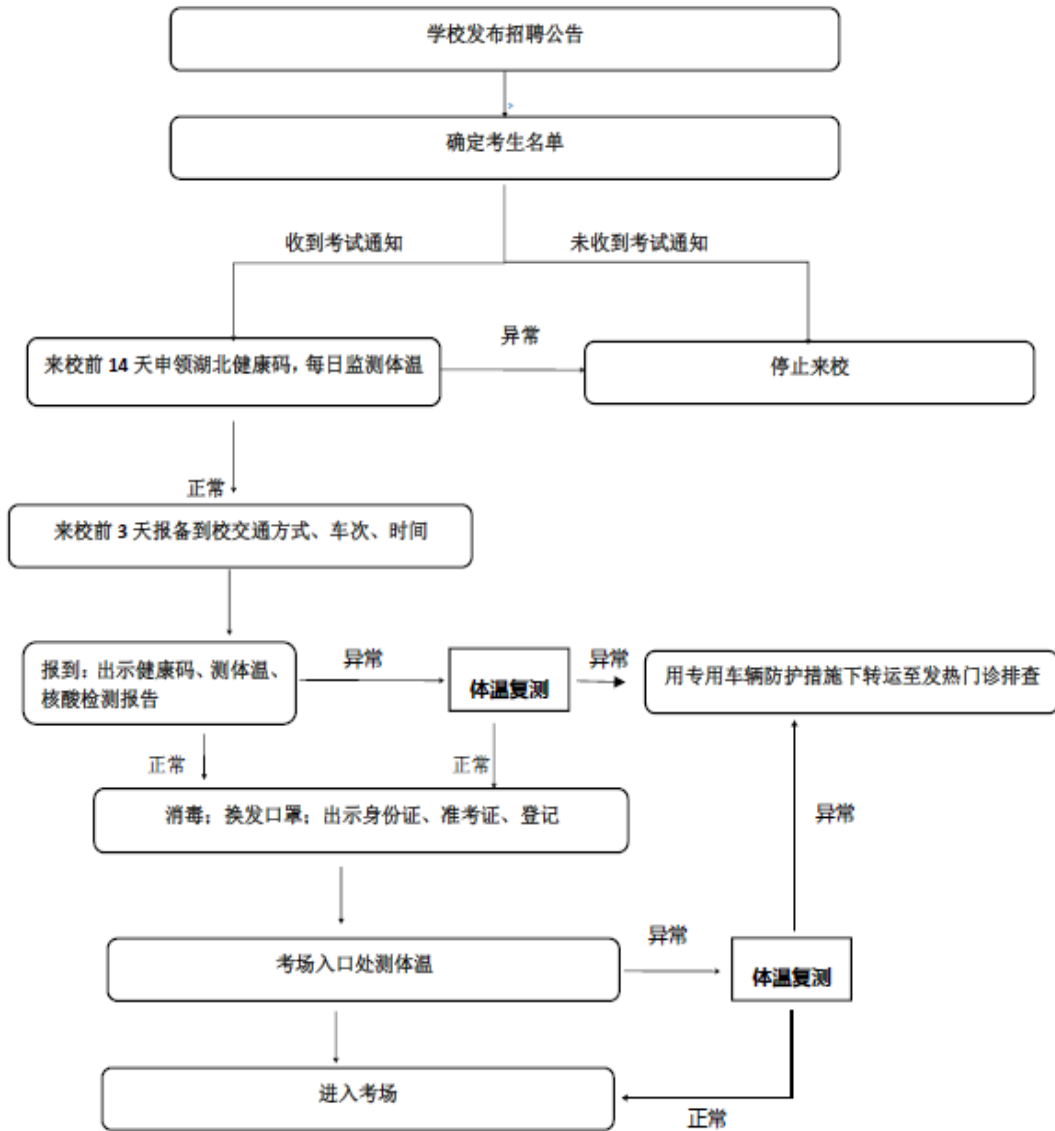 学校发布招聘公告
确定考生名单
收到考试通知
未收到考试通知
来校前 14 天申领湖北健康码，每日监测体温
异常
停止来校
正常
来校前 3 天报备到校交通方式、车次、时间
报到：出示健康码、测体温、
核酸检测报告
异常
体温复测
异常
用专用车辆防护措施下转运至发热门诊排查
正常
正常
消毒；换发口罩；出示身份证、准考证、登记
异常
考场入口处测体温
异常
体温复测
进入考场
正常